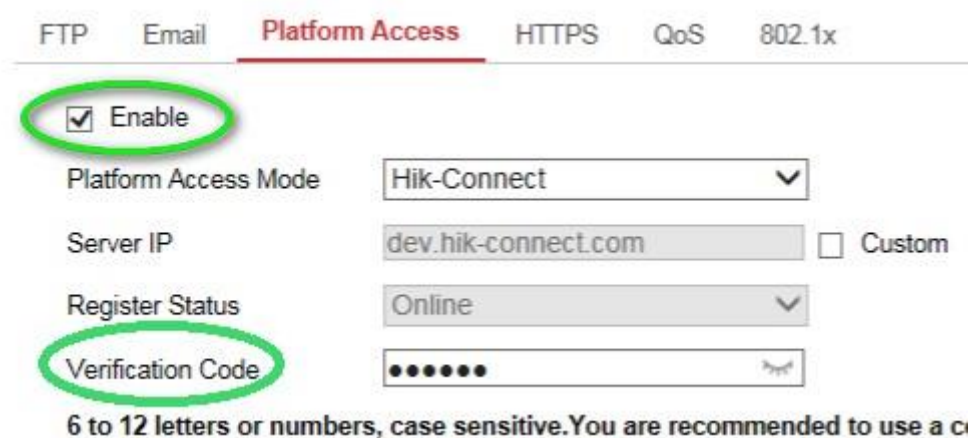 FTP Email Platform Access HTTPS QoS 802.1x
Enable
Platform Access Mode Hik-Connect
Server IP dev.hik-connect.com Custom
Register Status Online
Verification Code ••••••
6 to 12 letters or numbers, case sensitive.You are recommended to use a